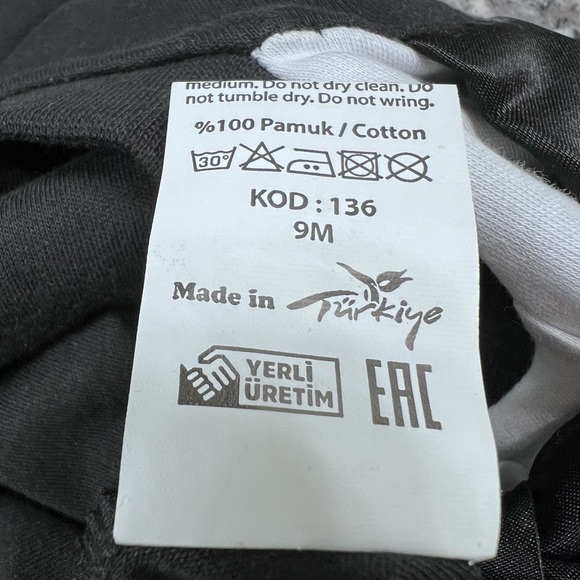 medium. Do not dry clean. Do
not tumble dry. Do not wring.
%100 Pamuk / Cotton
30°
KOD : 136
9M
Made in Türkiye
YERLİ
ÜRETİM
EAC